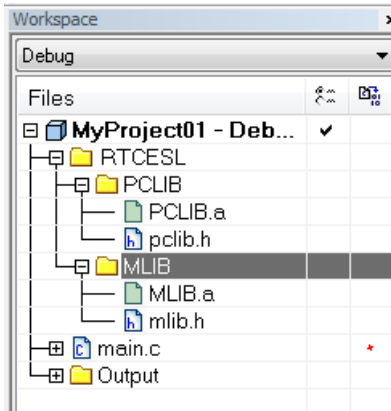 Workspace
Debug
Files
MyProject01 - Deb...
RTCESL
PCLIB
PCLIB.a
pclib.h
MLIB
MLIB.a
mlib.h
main.c
Output